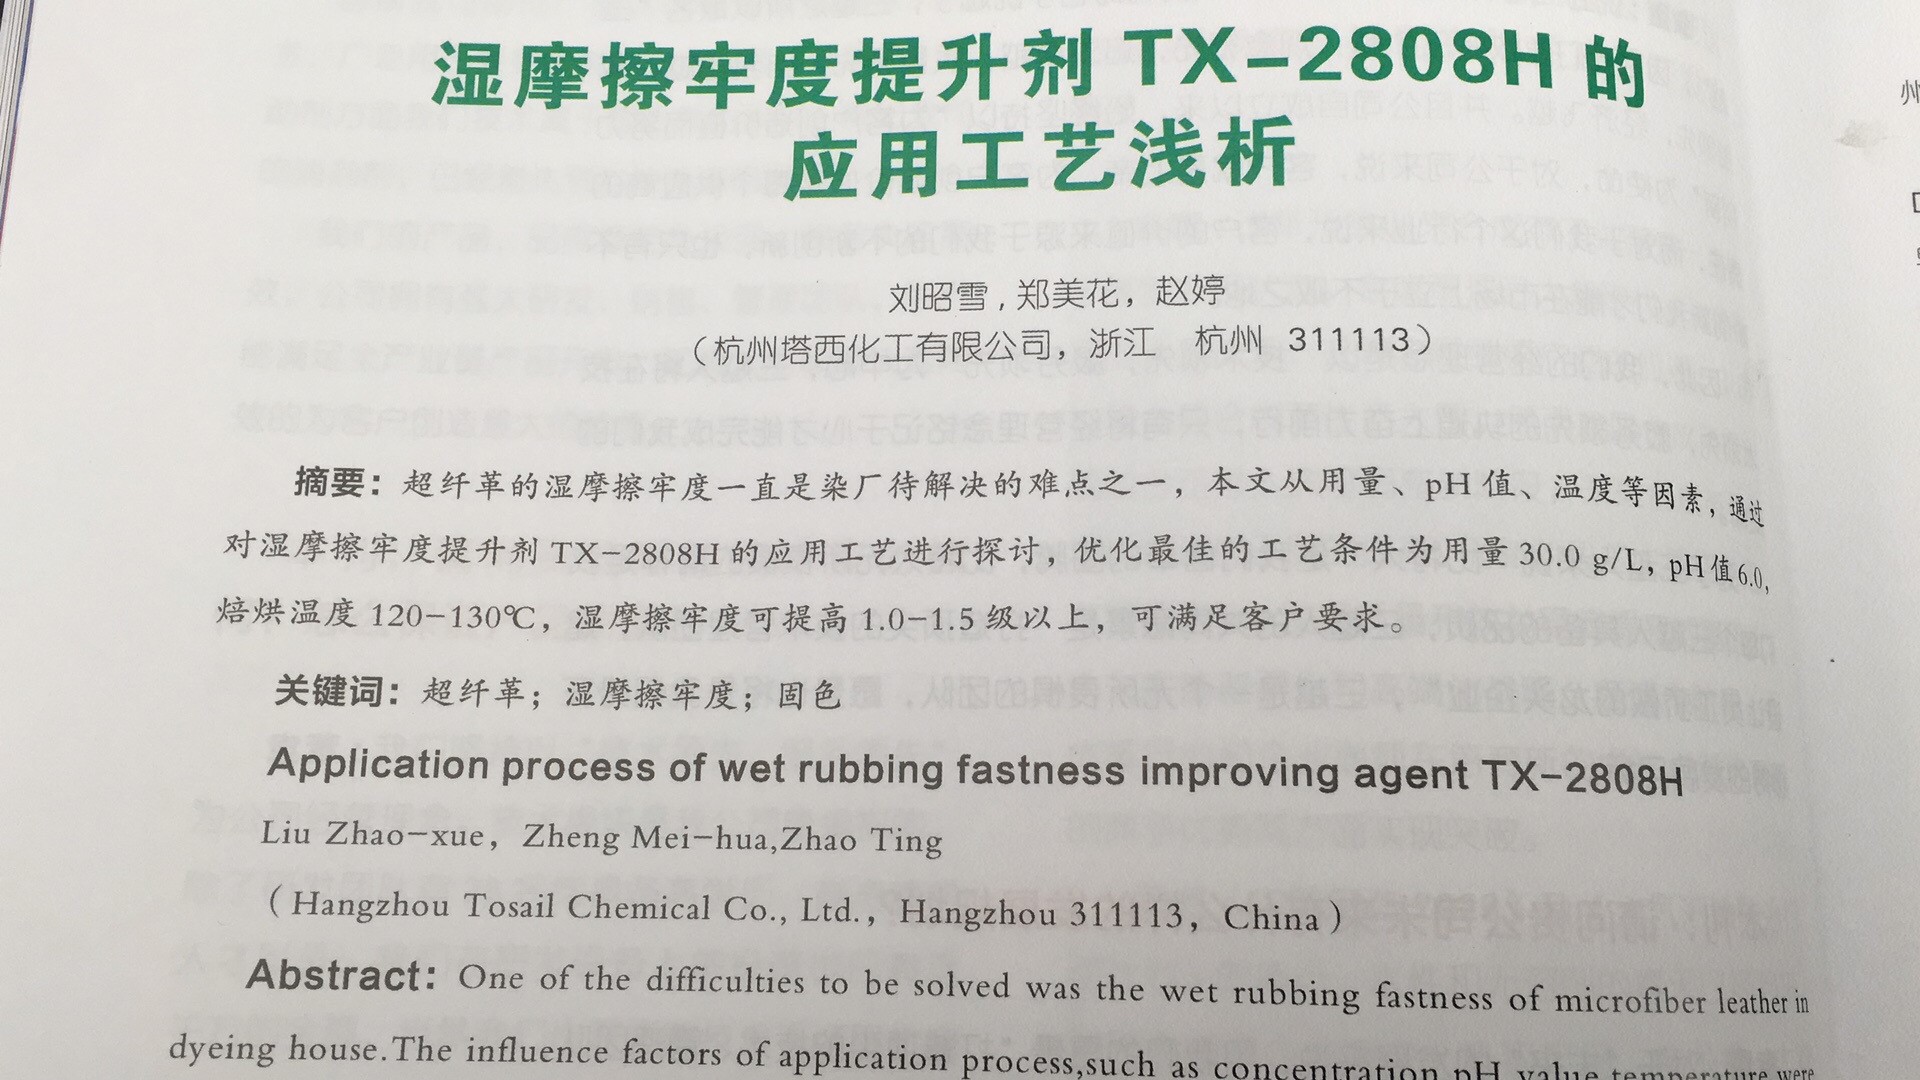 湿摩擦牢度提升剂 TX-2808H 的
应用工艺浅析
刘昭雪，郑美花，赵婷
（杭州塔西化工有限公司，浙江 杭州 311113）
摘要：超纤革的湿摩擦牢度一直是染厂待解决的难点之一，本文从用量、pH 值、温度等因素，通过
对湿摩擦牢度提升剂 TX-2808H 的应用工艺进行探讨，优化最佳的工艺条件为用量 30.0 g/L，pH 值 6.0，
焙烘温度 120-130℃，湿摩擦牢度可提高 1.0-1.5 级以上，可满足客户要求。
关键词：超纤革；湿摩擦牢度；固色
Application process of wet rubbing fastness improving agent TX-2808H
Liu Zhao-xue, Zheng Mei-hua,Zhao Ting
( Hangzhou Tosail Chemical Co., Ltd., Hangzhou 311113, China )
Abstract: One of the difficulties to be solved was the wet rubbing fastness of microfiber leather in
dyeing house.The influence factors of application process,such as concentration pH value temperature were
州